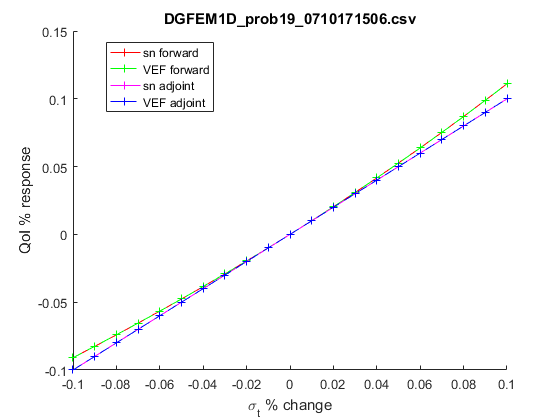 DGFEM1D_prob19_0710171506.csv
sn forward
VEF forward
sn adjoint
VEF adjoint
QoI % response
0.15
0.1
0.05
0
-0.05
-0.1
-0.1 -0.08 -0.06 -0.04 -0.02 0 0.02 0.04 0.06 0.08 0.1
σt % change